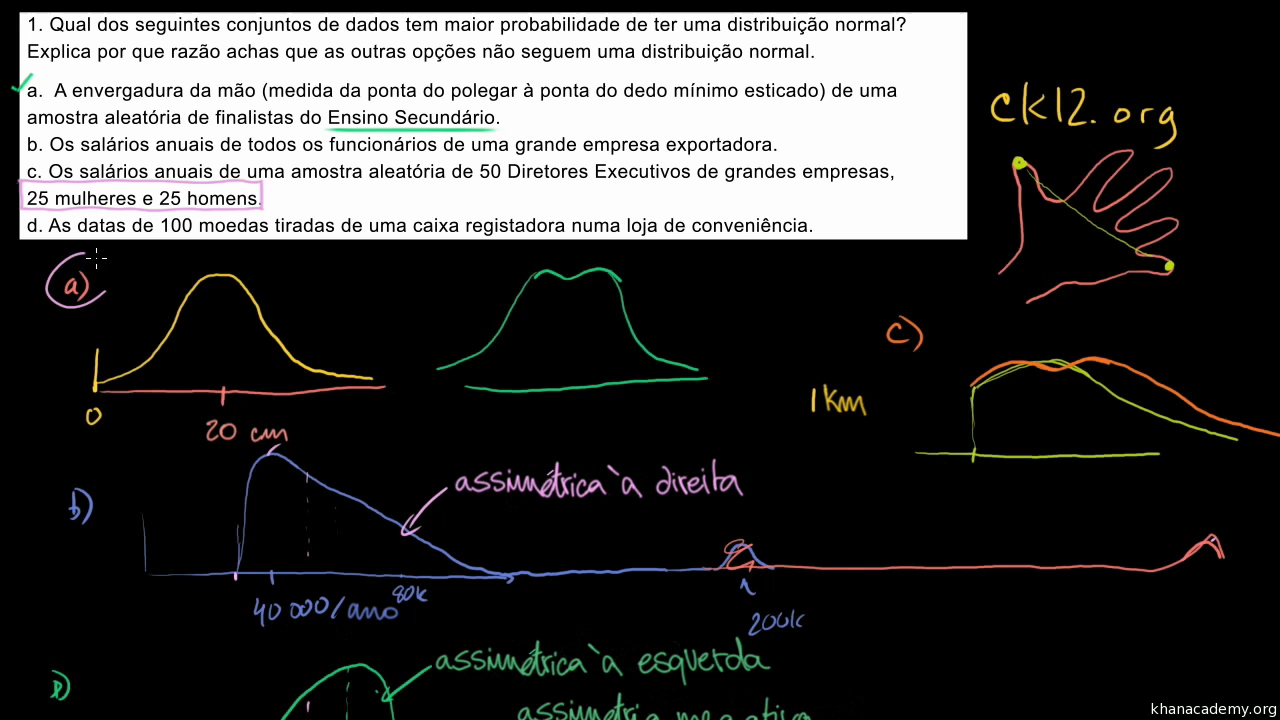 1. Qual dos seguintes conjuntos de dados tem maior probabilidade de ter uma distribuição normal?
Explica por que razão achas que as outras opções não seguem uma distribuição normal.
a. A envergadura da mão (medida da ponta do polegar à ponta do dedo mínimo esticado) de uma
amostra aleatória de finalistas do Ensino Secundário.
b. Os salários anuais de todos os funcionários de uma grande empresa exportadora.
c. Os salários anuais de uma amostra aleatória de 50 Diretores Executivos de grandes empresas,
25 mulheres e 25 homens.
d. As datas de 100 moedas tiradas de uma caixa registadora numa loja de conveniência.
ck12.org
a)
0
20 cm
c)
1 km
b)
assimétrica à direita
40 000/ano
80k
200k
D)
assimétrica à esquerda
assimetria negativa
khanacademy.org